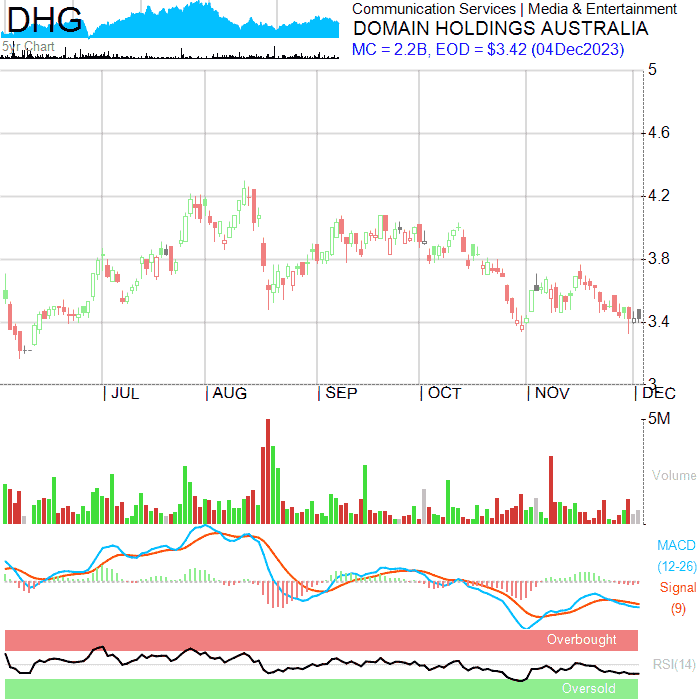 DHG
5yr Chart
Communication Services | Media & Entertainment
DOMAIN HOLDINGS AUSTRALIA
MC = 2.2B, EOD = $3.42 (04Dec2023)
5
4.6
4.2
3.8
3.4
3
| JUL
| AUG
| SEP
| OCT
| NOV
| DEC
5M
Volume
MACD
(12-26)
Signal
(9)
Overbought
RSI(14)
Oversold